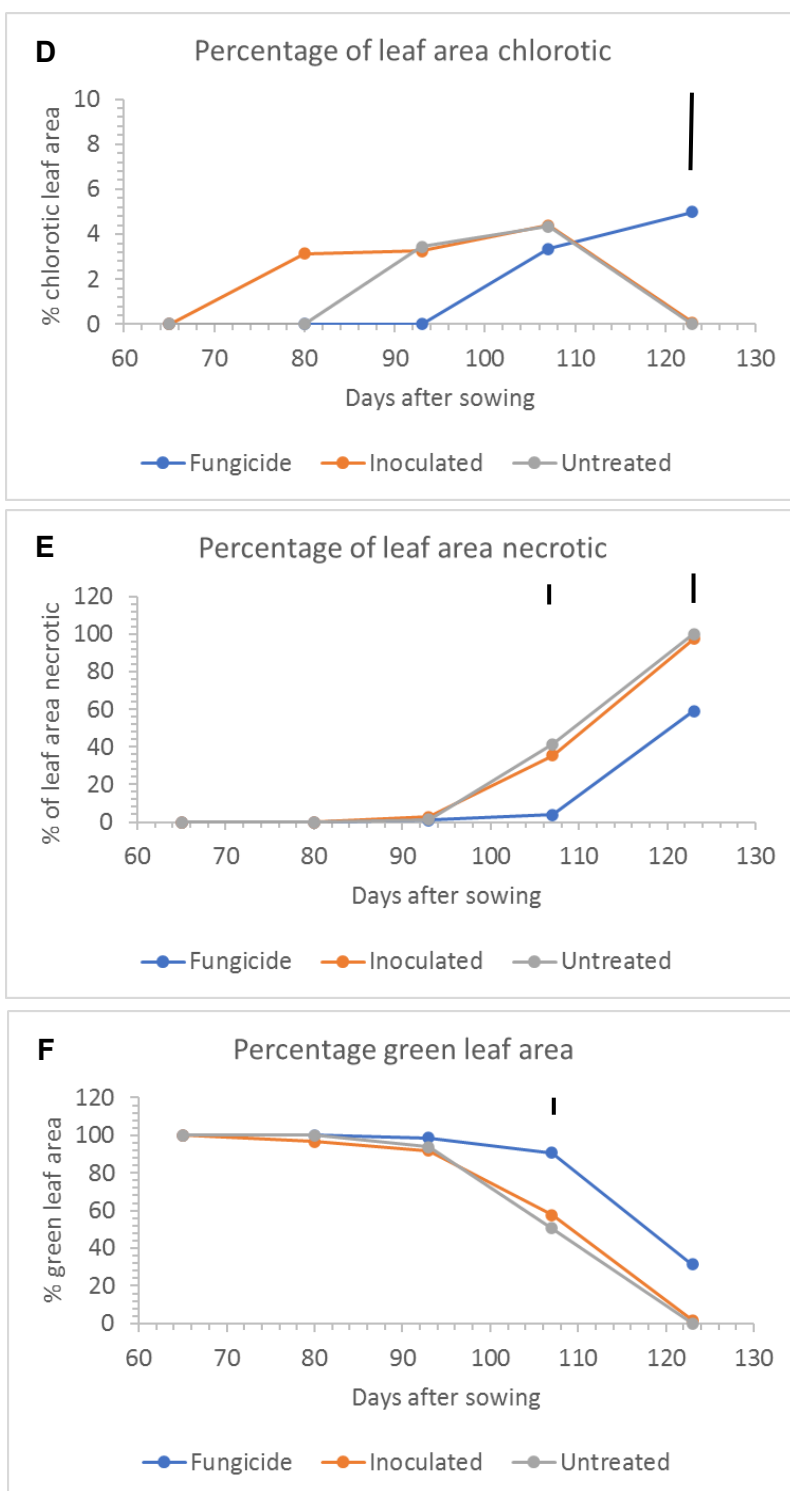 D
Percentage of leaf area chlorotic
% chlorotic leaf area
10
8
6
4
2
0
60 70 80 90 100 110 120 130
Days after sowing
Fungicide Inoculated Untreated
E
Percentage of leaf area necrotic
% of leaf area necrotic
120
100
80
60
40
20
0
60 70 80 90 100 110 120 130
Days after sowing
Fungicide Inoculated Untreated
F
Percentage green leaf area
% green leaf area
120
100
80
60
40
20
0
60 70 80 90 100 110 120 130
Days after sowing
Fungicide Inoculated Untreated